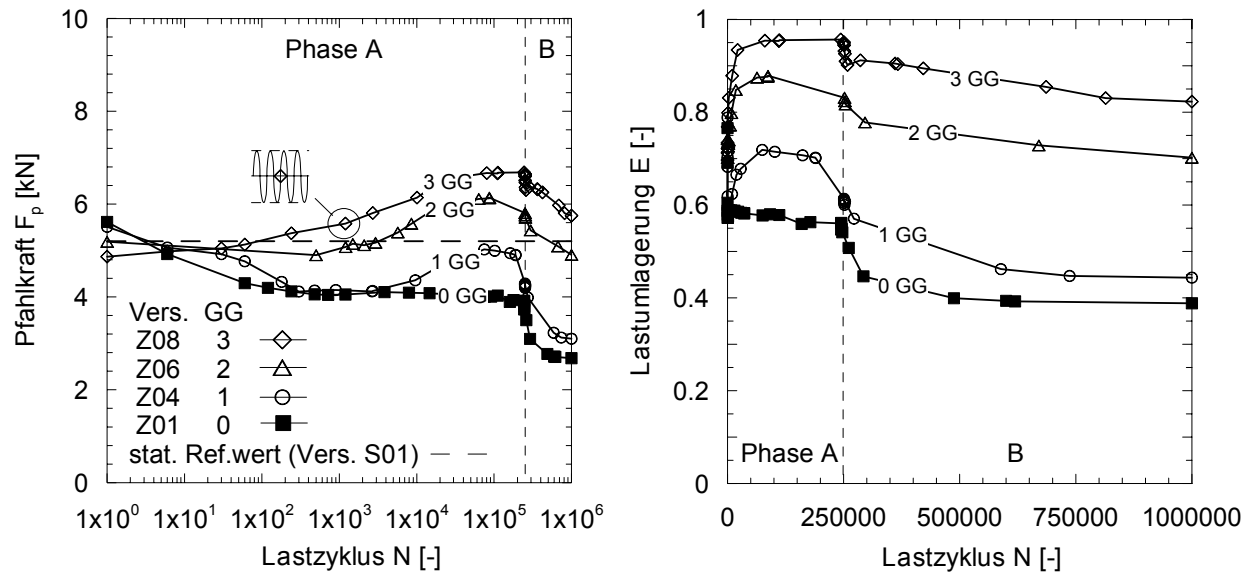 Pfahlkraft Fp [kN]
10
8
6
4
2
0
Phase A
B
3 GG
2 GG
1 GG
0 GG
Vers. GG
Z08 3
Z06 2
Z04 1
Z01 0
stat. Ref.wert (Vers. S01)
1x10^0 1x10^1 1x10^2 1x10^3 1x10^4 1x10^5 1x10^6
Lastzyklus N [-]
Lastumlagerung E [-]
1
0.8
0.6
0.4
0.2
0
3 GG
2 GG
1 GG
0 GG
Phase A
B
0 250000 500000 750000 1000000
Lastzyklus N [-]